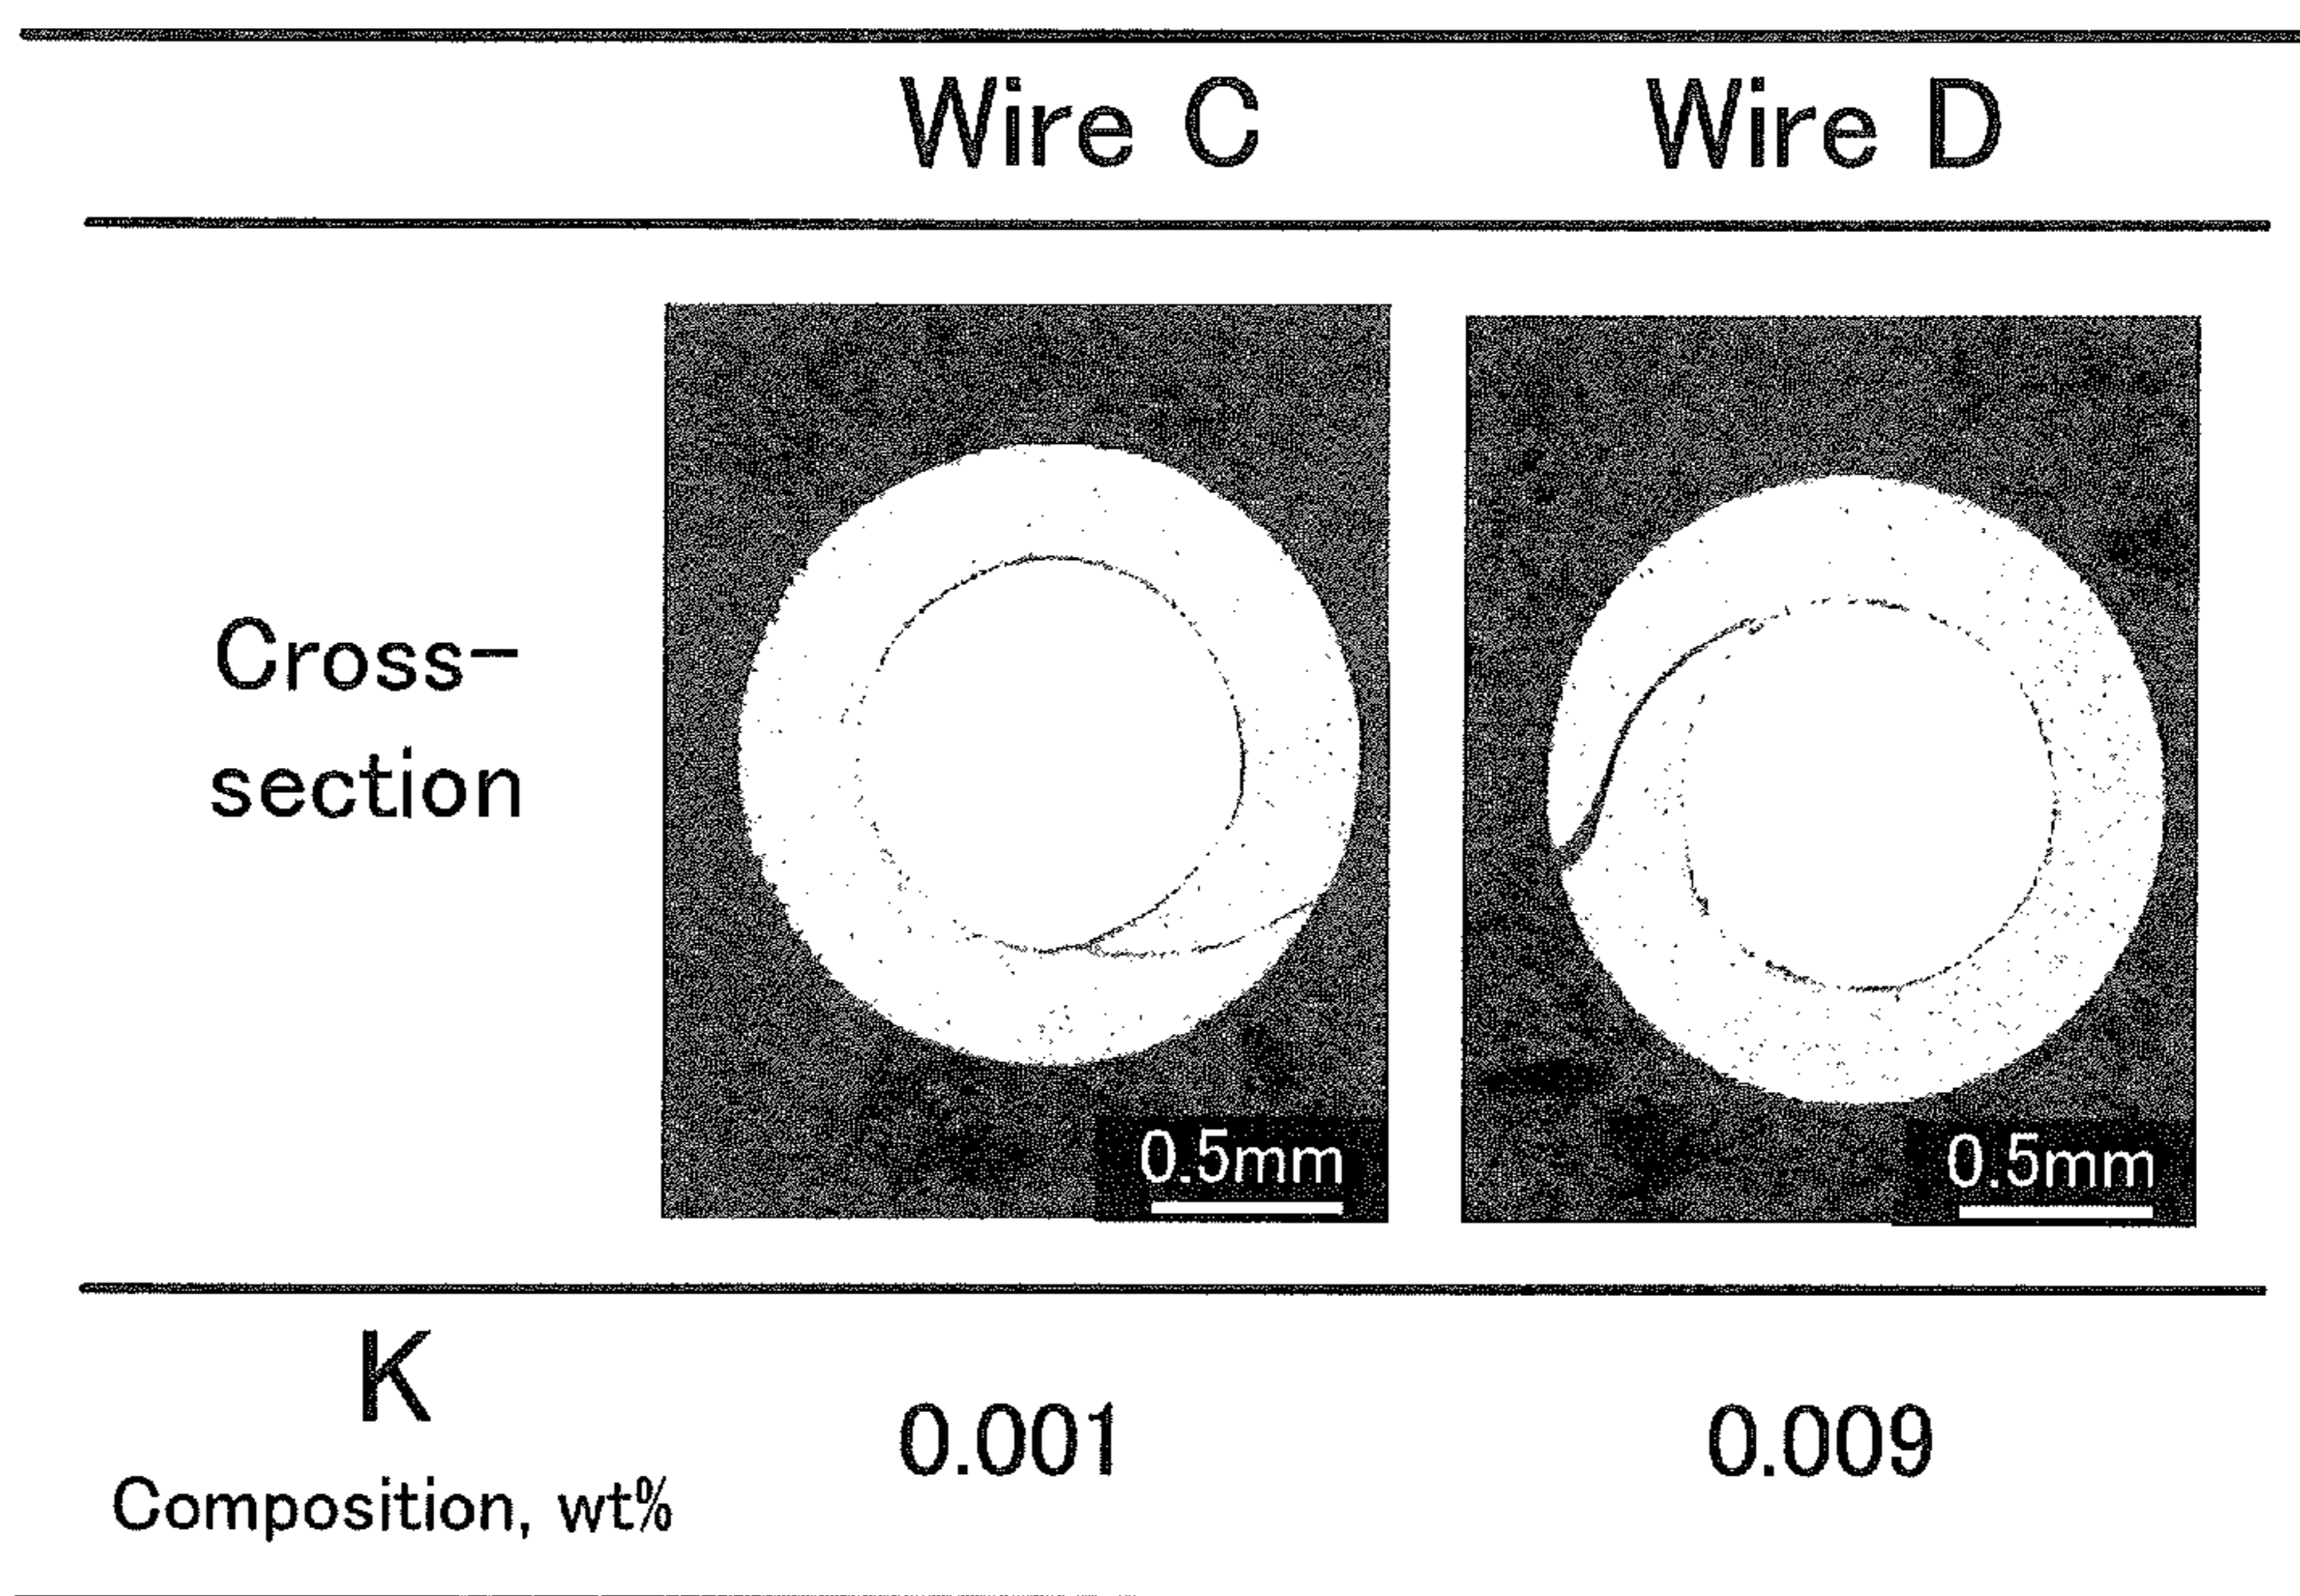 Wire C Wire D
Cross-
section
0.5mm 0.5mm
K
0.001 0.009
Composition, wt%